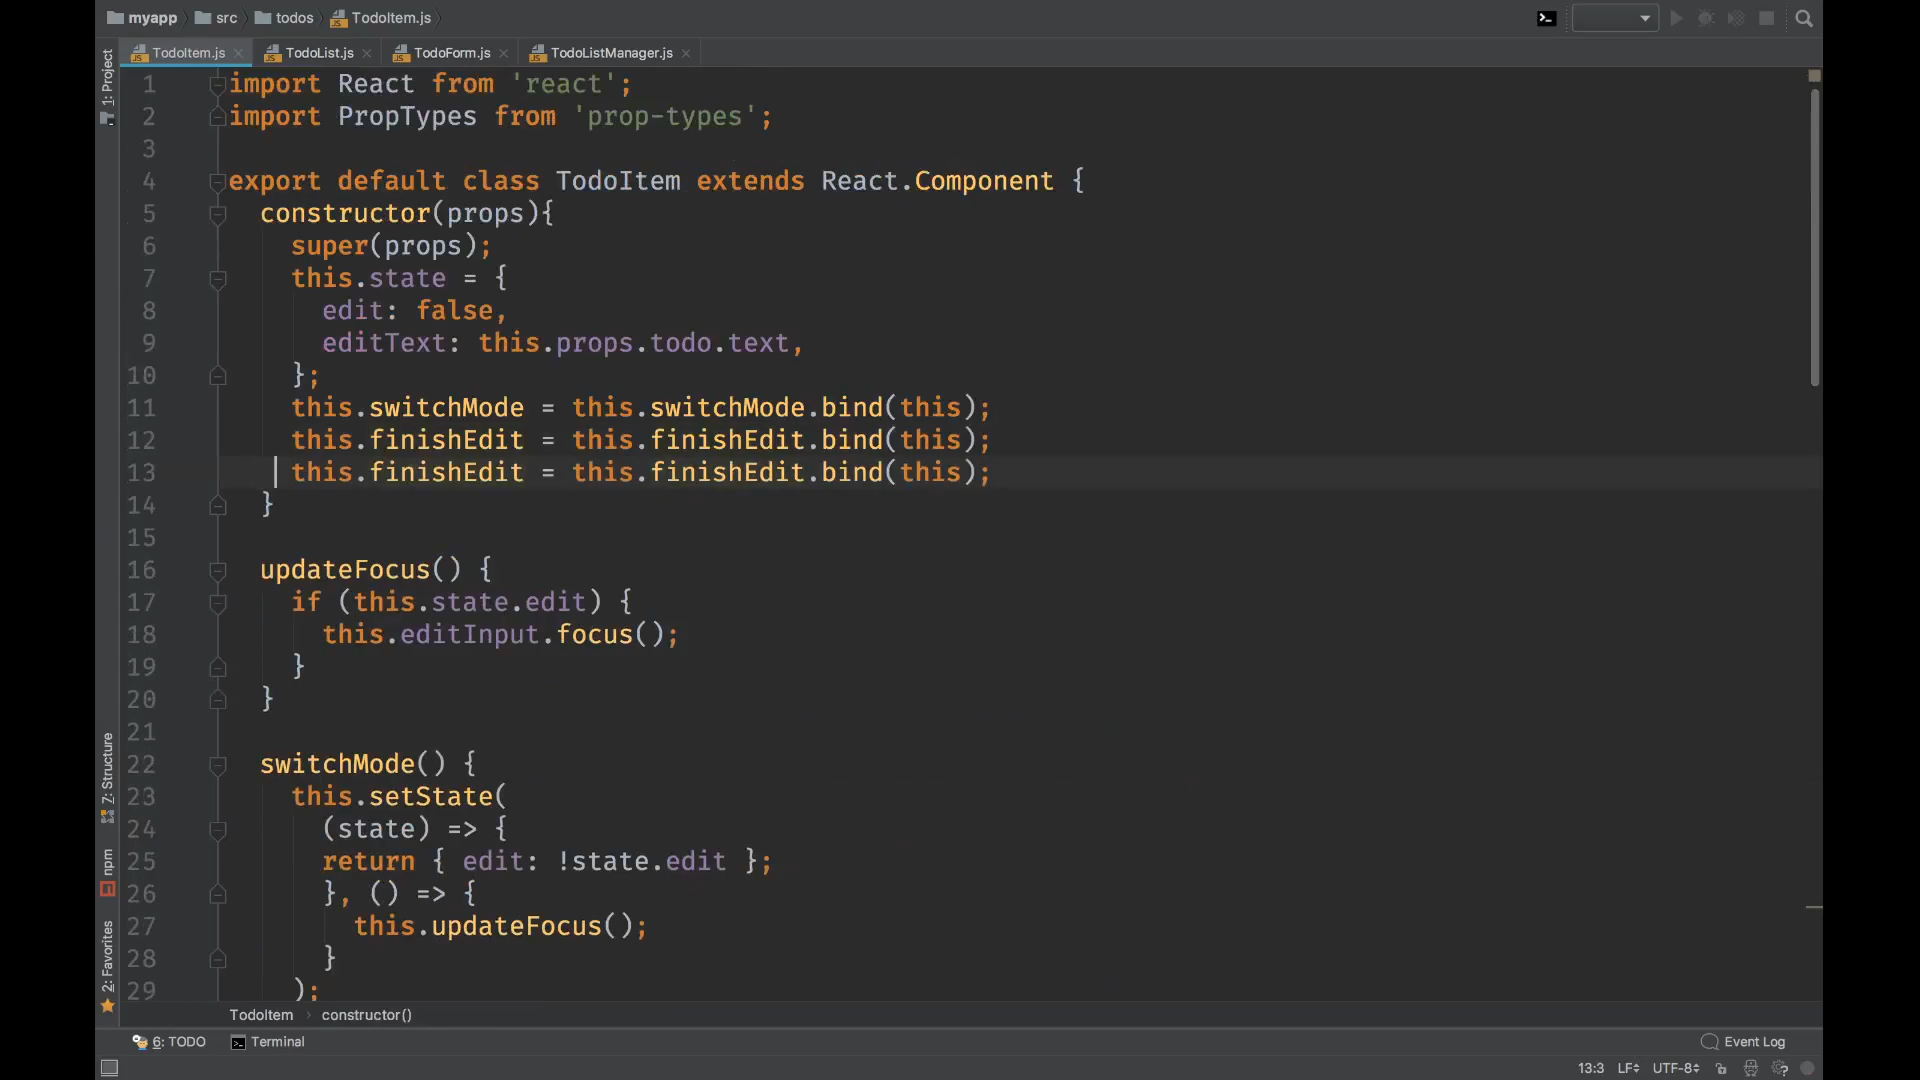 myapp src todos TodoItem.js
TodoItem.js TodoList.js TodoForm.js TodoListManager.js
1: Project
1 import React from 'react';
2 import PropTypes from 'prop-types';
3
4 export default class TodoItem extends React.Component {
5 constructor(props){
6 super(props);
7 this.state = {
8 edit: false,
9 editText: this.props.todo.text,
10 };
11 this.switchMode = this.switchMode.bind(this);
12 this.finishEdit = this.finishEdit.bind(this);
13 this.finishEdit = this.finishEdit.bind(this);
14 }
15
16 updateFocus() {
17 if (this.state.edit) {
18 this.editInput.focus();
19 }
20 }
21
22 switchMode() {
23 this.setState(
24 (state) => {
25 return { edit: !state.edit };
26 }, () => {
27 this.updateFocus();
28 }
29 );
Z: Structure
npm
2: Favorites
TodoItem › constructor()
6: TODO Terminal Event Log
13:3 LF UTF-8